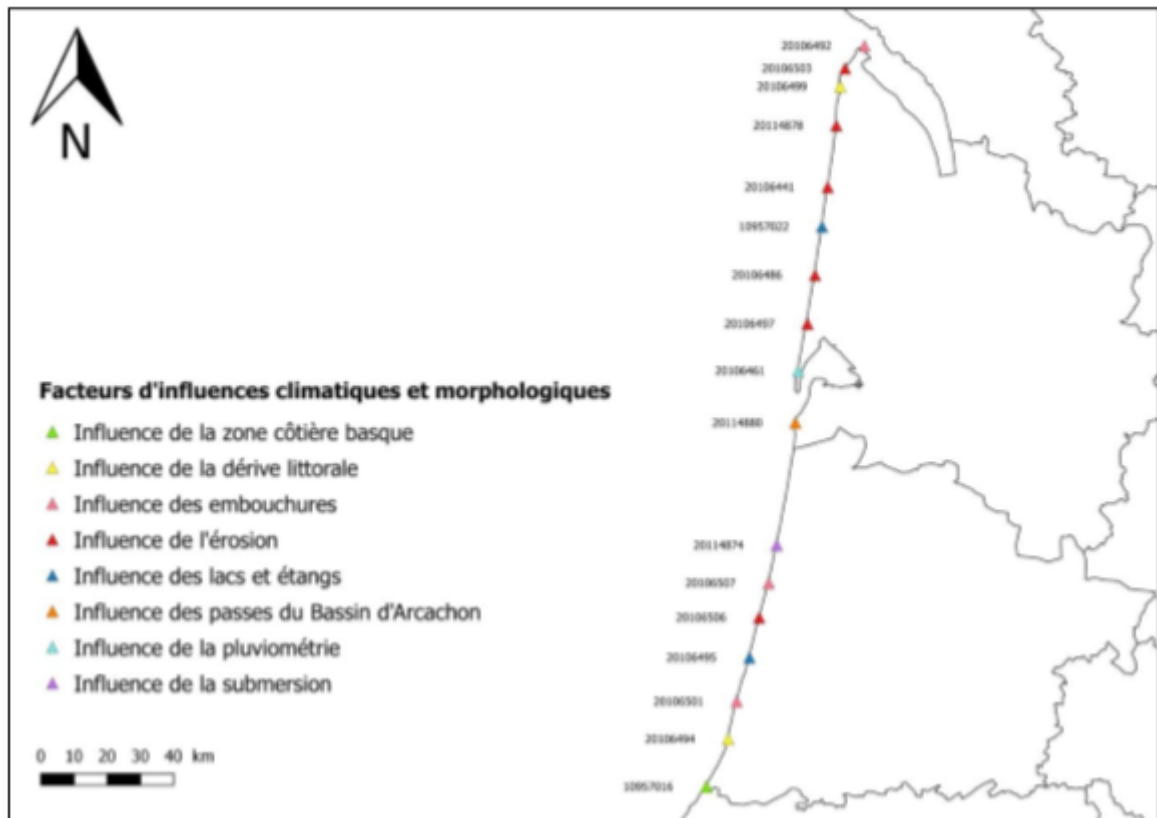 N
20106492
20106503
20106499
20114878
20106441
10957022
20106486
20106497
20106461
20114880
20114874
20106507
20106506
20106495
20106501
20106494
10957016
Facteurs d'influences climatiques et morphologiques
Influence de la zone côtière basque
Influence de la dérive littorale
Influence des embouchures
Influence de l'érosion
Influence des lacs et étangs
Influence des passes du Bassin d'Arcachon
Influence de la pluviométrie
Influence de la submersion
0 10 20 30 40 km